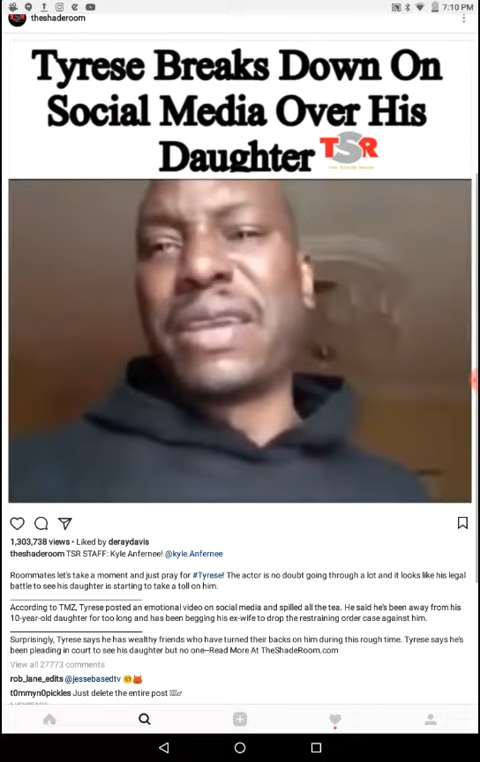 7:10 PM
theshaderoom
Tyrese Breaks Down On
Social Media Over His
Daughter TSR
THE SHADE ROOM
1,303,738 views • Liked by deraydavis
theshaderoom TSR STAFF: Kyle Anfernee! @kyle.Anfernee
Roommates let's take a moment and just pray for #Tyrese! The actor is no doubt going through a lot and it looks like his legal
battle to see his daughter is starting to take a toll on him.
According to TMZ, Tyrese posted an emotional video on social media and spilled all the tea. He said he's been away from his
10-year-old daughter for too long and has been begging his ex-wife to drop the restraining order case against him.
Surprisingly, Tyrese says he has wealthy friends who have turned their backs on him during this rough time. Tyrese says he's
been pleading in court to see his daughter but no one--Read More At TheShadeRoom.com
View all 27773 comments
rob_lane_edits @jessebasedtv
t0mmyn0pickles Just delete the entire post